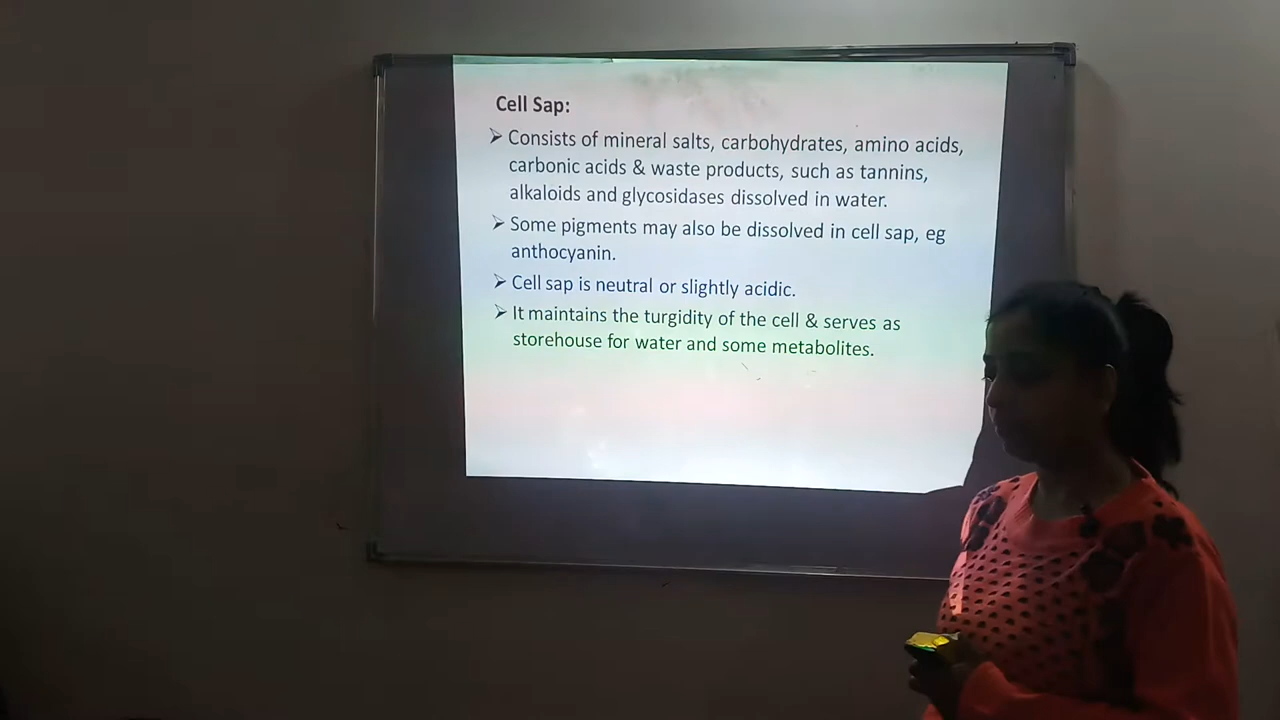 Cell Sap:
➢ Consists of mineral salts, carbohydrates, amino acids,
carbonic acids & waste products, such as tannins,
alkaloids and glycosidases dissolved in water.
➢ Some pigments may also be dissolved in cell sap, eg
anthocyanin.
➢ Cell sap is neutral or slightly acidic.
➢ It maintains the turgidity of the cell & serves as
storehouse for water and some metabolites.